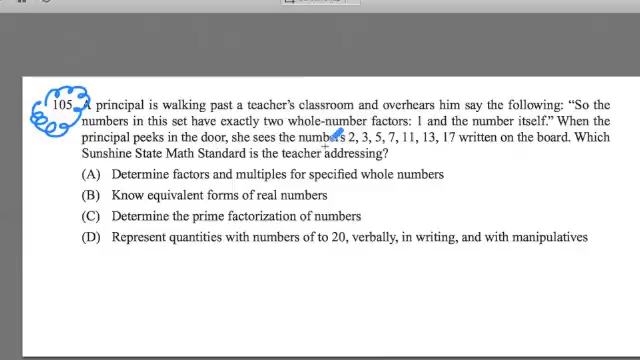 105. A principal is walking past a teacher's classroom and overhears him say the following: "So the
numbers in this set have exactly two whole-number factors: 1 and the number itself." When the
principal peeks in the door, she sees the numbers 2, 3, 5, 7, 11, 13, 17 written on the board. Which
Sunshine State Math Standard is the teacher addressing?
(A) Determine factors and multiples for specified whole numbers
(B) Know equivalent forms of real numbers
(C) Determine the prime factorization of numbers
(D) Represent quantities with numbers of to 20, verbally, in writing, and with manipulatives